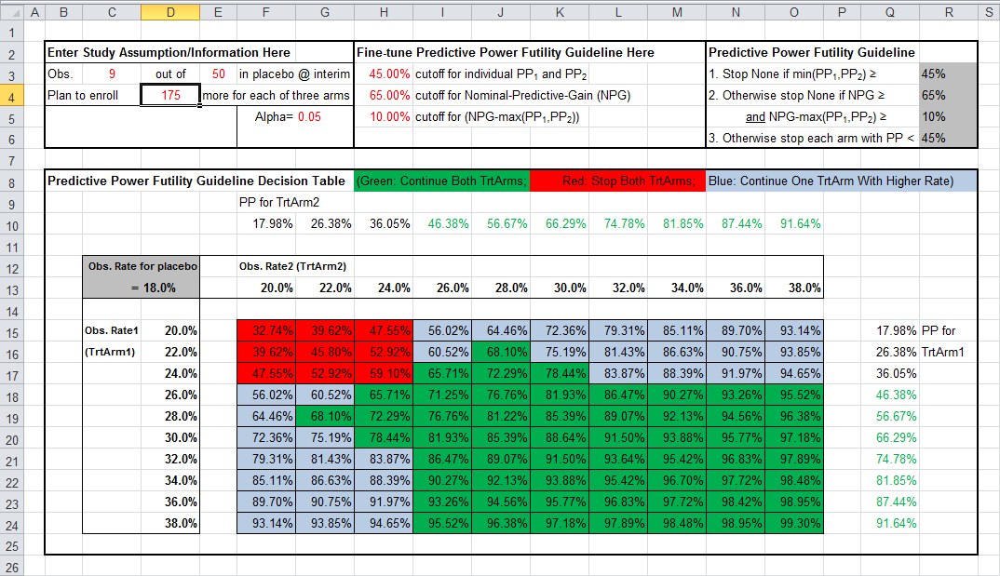 A B C D E F G H I J K L M N O P Q R S
1
2 Enter Study Assumption/Information Here Fine-tune Predictive Power Futility Guideline Here Predictive Power Futility Guideline
3 Obs. 9 out of 50 in placebo @ interim 45.00% cutoff for individual PP1 and PP2 1. Stop None if min(PP1,PP2) ≥ 45%
4 Plan to enroll 175 more for each of three arms 65.00% cutoff for Nominal-Predictive-Gain (NPG) 2. Otherwise stop None if NPG ≥ 65%
5 Alpha= 0.05 10.00% cutoff for (NPG-max(PP1,PP2)) and NPG-max(PP1,PP2) ≥ 10%
6 3. Otherwise stop each arm with PP < 45%
7
8 Predictive Power Futility Guideline Decision Table (Green: Continue Both TrtArms; Red: Stop Both TrtArms; Blue: Continue One TrtArm With Higher Rate)
9 PP for TrtArm2
10 17.98% 26.38% 36.05% 46.38% 56.67% 66.29% 74.78% 81.85% 87.44% 91.64%
11
12 Obs. Rate for placebo Obs. Rate2 (TrtArm2)
13 = 18.0% 20.0% 22.0% 24.0% 26.0% 28.0% 30.0% 32.0% 34.0% 36.0% 38.0%
14
15 Obs. Rate1 20.0% 32.74% 39.62% 47.55% 56.02% 64.46% 72.36% 79.31% 85.11% 89.70% 93.14% 17.98% PP for
16 (TrtArm1) 22.0% 39.62% 45.80% 52.92% 60.52% 68.10% 75.19% 81.43% 86.63% 90.75% 93.85% 26.38% TrtArm1
17 24.0% 47.55% 52.92% 59.10% 65.71% 72.29% 78.44% 83.87% 88.39% 91.97% 94.65% 36.05%
18 26.0% 56.02% 60.52% 65.71% 71.25% 76.76% 81.93% 86.47% 90.27% 93.26% 95.52% 46.38%
19 28.0% 64.46% 68.10% 72.29% 76.76% 81.22% 85.39% 89.07% 92.13% 94.56% 96.38% 56.67%
20 30.0% 72.36% 75.19% 78.44% 81.93% 85.39% 88.64% 91.50% 93.88% 95.77% 97.18% 66.29%
21 32.0% 79.31% 81.43% 83.87% 86.47% 89.07% 91.50% 93.64% 95.42% 96.83% 97.89% 74.78%
22 34.0% 85.11% 86.63% 88.39% 90.27% 92.13% 93.88% 95.42% 96.70% 97.72% 98.48% 81.85%
23 36.0% 89.70% 90.75% 91.97% 93.26% 94.56% 95.77% 96.83% 97.72% 98.42% 98.95% 87.44%
24 38.0% 93.14% 93.85% 94.65% 95.52% 96.38% 97.18% 97.89% 98.48% 98.95% 99.30% 91.64%
25
26